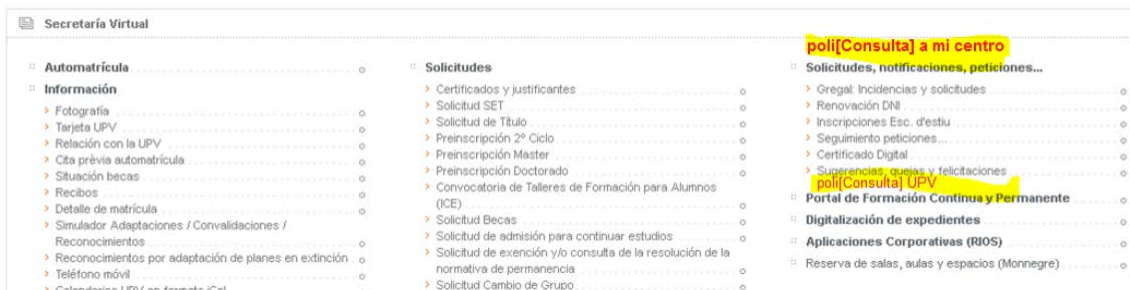 Secretaría Virtual
Automatrícula
Información
Fotografía
Tarjeta UPV
Relación con la UPV
Cita prèvia automatrícula
Situación becas
Recibos
Detalle de matrícula
Simulador Adaptaciones / Convalidaciones /
Reconocimientos
Reconocimientos por adaptación de planes en extinción
Teléfono móvil
Calendarios UPV en formato iCal
Solicitudes
Certificados y justificantes
Solicitud SET
Solicitud de Título
Preinscripción 2º Ciclo
Preinscripción Master
Preinscripción Doctorado
Convocatoria de Talleres de Formación para Alumnos
(ICE)
Solicitud Becas
Solicitud de admisión para continuar estudios
Solicitud de exención y/o consulta de la resolución de la
normativa de permanencia
Solicitud Cambio de Grupo
poli[Consulta] a mi centro
Solicitudes, notificaciones, peticiones...
Gregal: Incidencias y solicitudes
Renovación DNI
Inscripciones Esc. d'estiu
Seguimiento peticiones...
Certificado Digital
Sugerencias, quejas y felicitaciones
poli[Consulta] UPV
Portal de Formación Continua y Permanente
Digitalización de expedientes
Aplicaciones Corporativas (RIOS)
Reserva de salas, aulas y espacios (Monnegre)